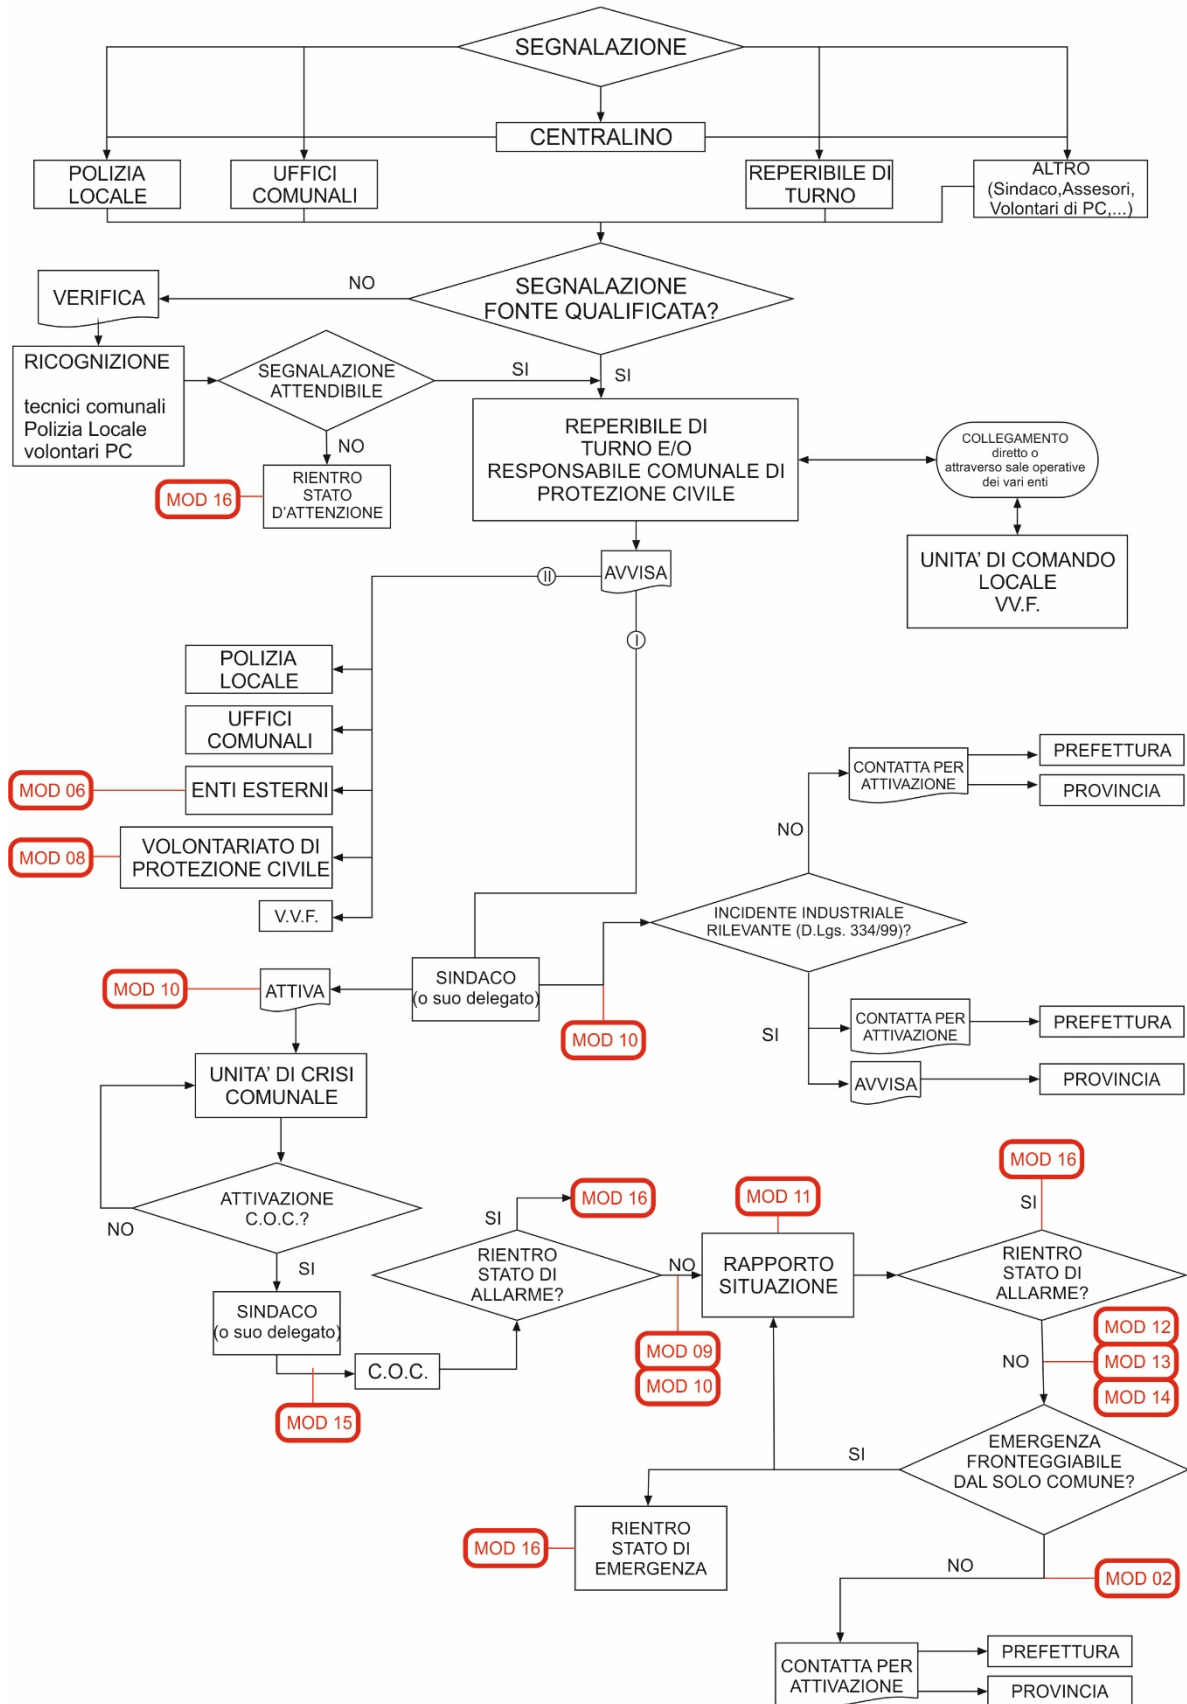 SEGNALAZIONE
CENTRALINO
POLIZIA
LOCALE
UFFICI
COMUNALI
REPERIBILE DI
TURNO
ALTRO
(Sindaco,Assesori,
Volontari di PC,...)
SEGNALAZIONE
FONTE QUALIFICATA?
NO
SI
VERIFICA
RICOGNIZIONE
tecnici comunali
Polizia Locale
volontari PC
SEGNALAZIONE
ATTENDIBILE
SI
NO
RIENTRO
STATO
D'ATTENZIONE
MOD 16
REPERIBILE DI
TURNO E/O
RESPONSABILE COMUNALE DI
PROTEZIONE CIVILE
COLLEGAMENTO
diretto o
attraverso sale operative
dei vari enti
UNITA' DI COMANDO
LOCALE
VV.F.
AVVISA
II
I
POLIZIA
LOCALE
UFFICI
COMUNALI
MOD 06
ENTI ESTERNI
MOD 08
VOLONTARIATO DI
PROTEZIONE CIVILE
V.V.F.
CONTATTA PER
ATTIVAZIONE
PREFETTURA
PROVINCIA
NO
INCIDENTE INDUSTRIALE
RILEVANTE (D.Lgs. 334/99)?
SI
CONTATTA PER
ATTIVAZIONE
PREFETTURA
AVVISA
PROVINCIA
SINDACO
(o suo delegato)
MOD 10
MOD 10
ATTIVA
UNITA' DI CRISI
COMUNALE
ATTIVAZIONE
C.O.C.?
NO
SI
SINDACO
(o suo delegato)
MOD 15
C.O.C.
RIENTRO
STATO DI
ALLARME?
SI
MOD 16
NO
MOD 09
MOD 10
MOD 11
RAPPORTO
SITUAZIONE
MOD 16
SI
RIENTRO
STATO DI
ALLARME?
NO
MOD 12
MOD 13
MOD 14
EMERGENZA
FRONTEGGIABILE
DAL SOLO COMUNE?
SI
RIENTRO
STATO DI
EMERGENZA
MOD 16
NO
MOD 02
CONTATTA PER
ATTIVAZIONE
PREFETTURA
PROVINCIA